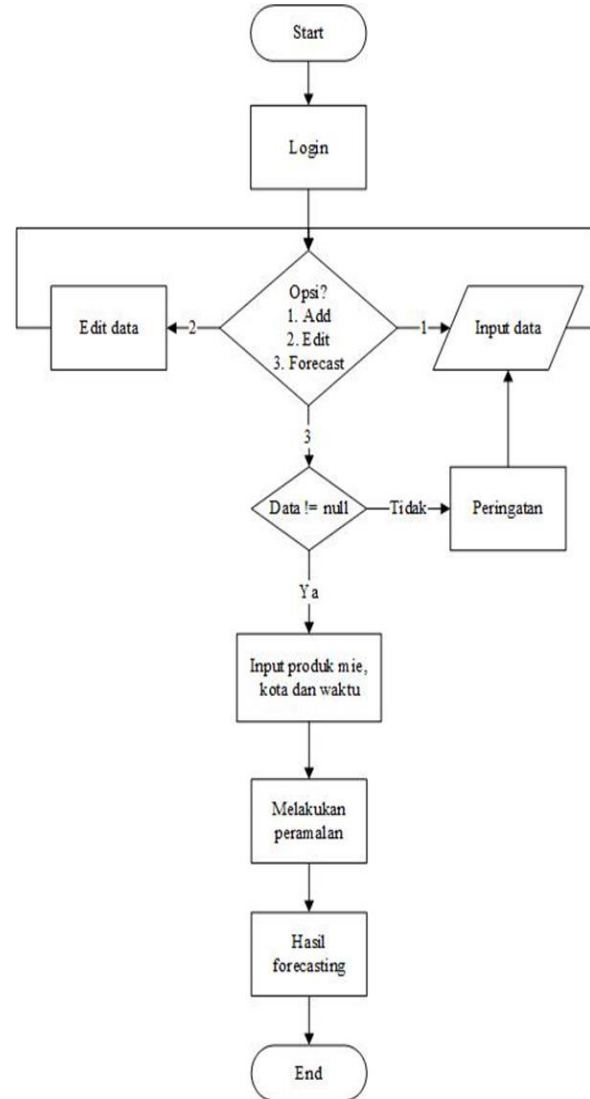 Start
Login
Opsi?
1. Add
2. Edit
3. Forecast
Edit data
2
1
Input data
3
Data != null
Tidak
Peringatan
Ya
Input produk mie,
kota dan waktu
Melakukan
peramalan
Hasil
forecasting
End